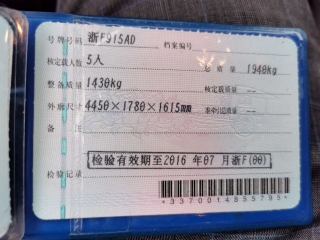 号牌号码 浙F915AD 档案编号
核定载人数 5人 总质量 1940kg
整备质量 1430kg 核定载质量 --
外廓尺寸 4450×1780×1615mm 准牵引总质量 --
备注
检验有效期至2016年07月浙F(00)
检验记录
*3370014855795*